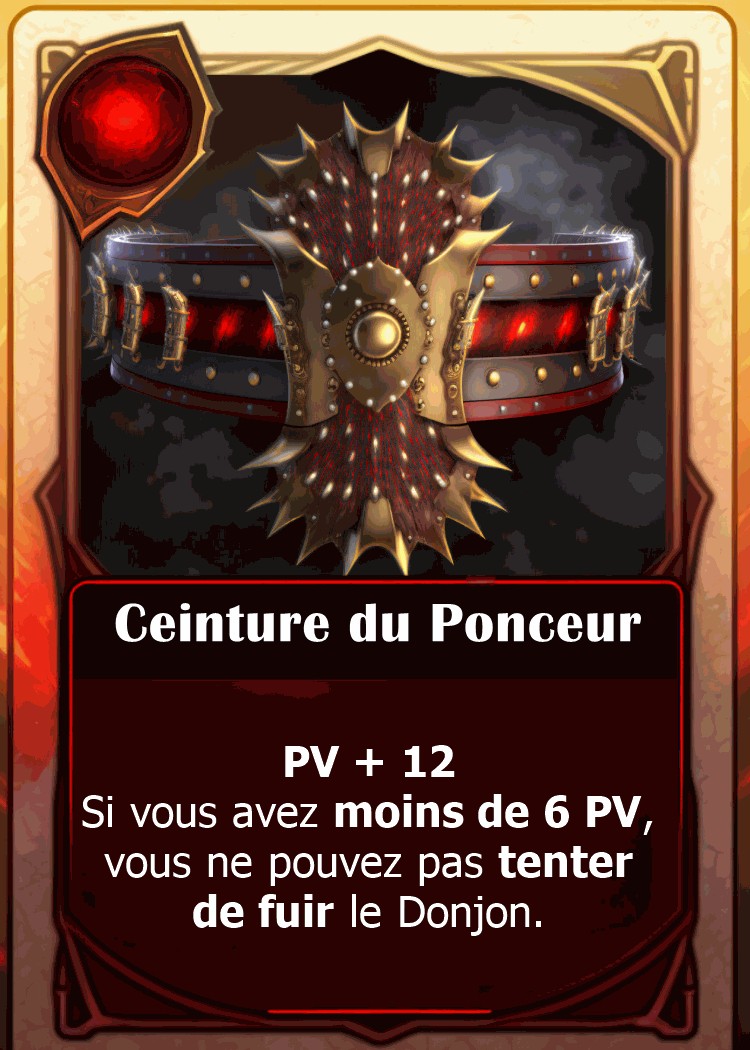 Ceinture du Ponceur
PV + 12
Si vous avez moins de 6 PV,
vous ne pouvez pas tenter
de fuir le Donjon.